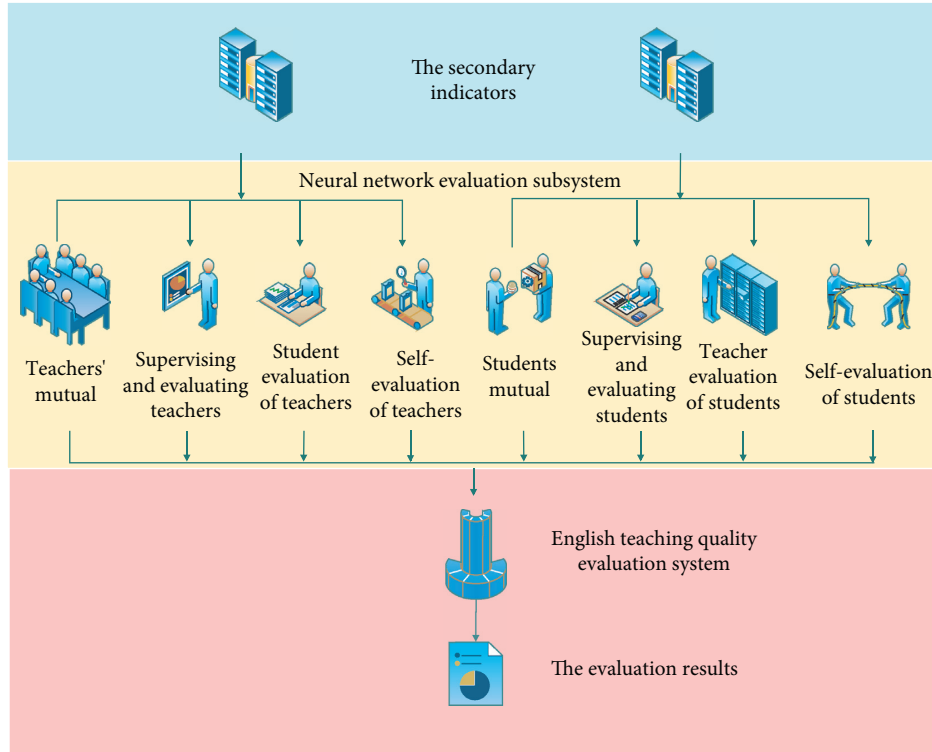 The secondary
indicators
Neural network evaluation subsystem
Teachers'
mutual
Supervising
and evaluating
teachers
Student
evaluation
of teachers
Self-
evaluation
of teachers
Students
mutual
Supervising
and
evaluating
students
Teacher
evaluation
of students
Self-evaluation
of students
English teaching quality
evaluation system
The evaluation results